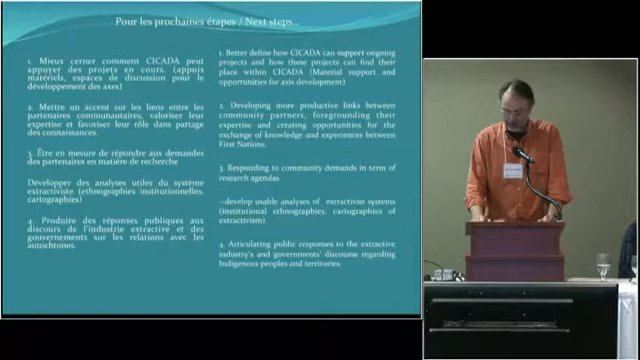 Pour les prochaines étapes / Next steps...
1. Mieux cerner comment CICADA peut
appuyer des projets en cours. (appuis
matériels, espaces de discussion pour le
développement des axes)
2. Mettre un accent sur les liens entre les
partenaires communautaires, valoriser leur
expertise et favoriser leur rôle dans partage
des connaissances.
3. Être en mesure de répondre aux demandes
des partenaires en matière de recherche
Développer des analyses utiles du système
extractiviste (ethnographies institutionnelles,
cartographies)
4. Produire des réponses publiques aux
discours de l'industrie extractive et des
gouvernements sur les relations avec les
autochtones.
1. Better define how CICADA can support ongoing
projects and how these projects can find their
place within CICADA (Material support and
opportunities for axis development)
2. Developing more productive links between
community partners, foregrounding their
expertise and creating opportunities for the
exchange of knowledge and experiences between
First Nations.
3. Responding to community demands in term of
research agendas
--develop usable analyses of extractivist systems
(institutional ethnographies, cartographies of
extractivism)
4. Articulating public responses to the extractive
industry's and governments' discourse regarding
Indigenous peoples and territories.